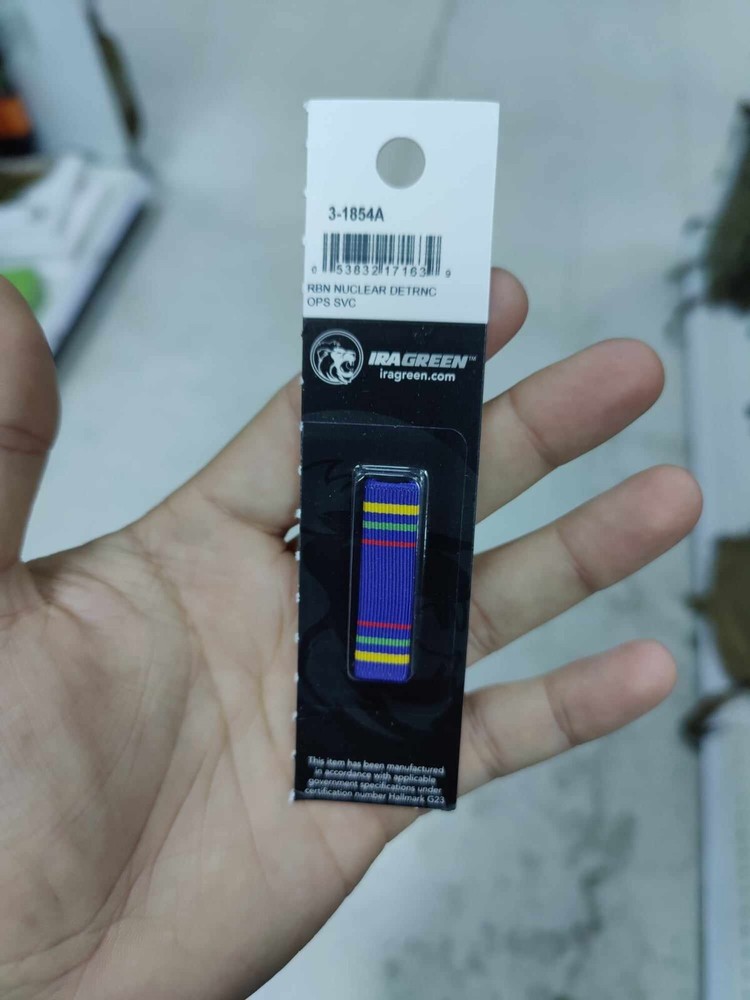 3-1854A
0 53832 17163 9
RBN NUCLEAR DETRNC
OPS SVC
IRAGREEN™
iragreen.com
This item has been manufactured
in accordance with applicable
government specifications under
certification number Hallmark G23